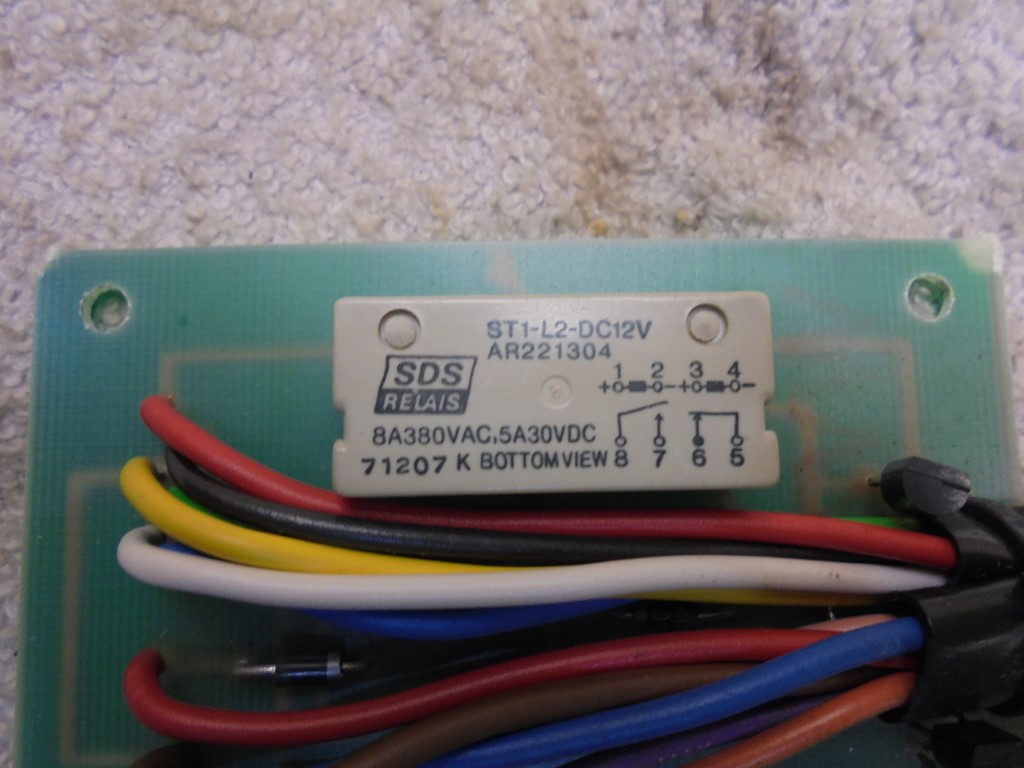 ST1-L2-DC12V
AR221304
SDS
RELAIS
1 2 3 4
+ - + -
8A380VAC,5A30VDC
71207 K BOTTOMVIEW 8 7 6 5